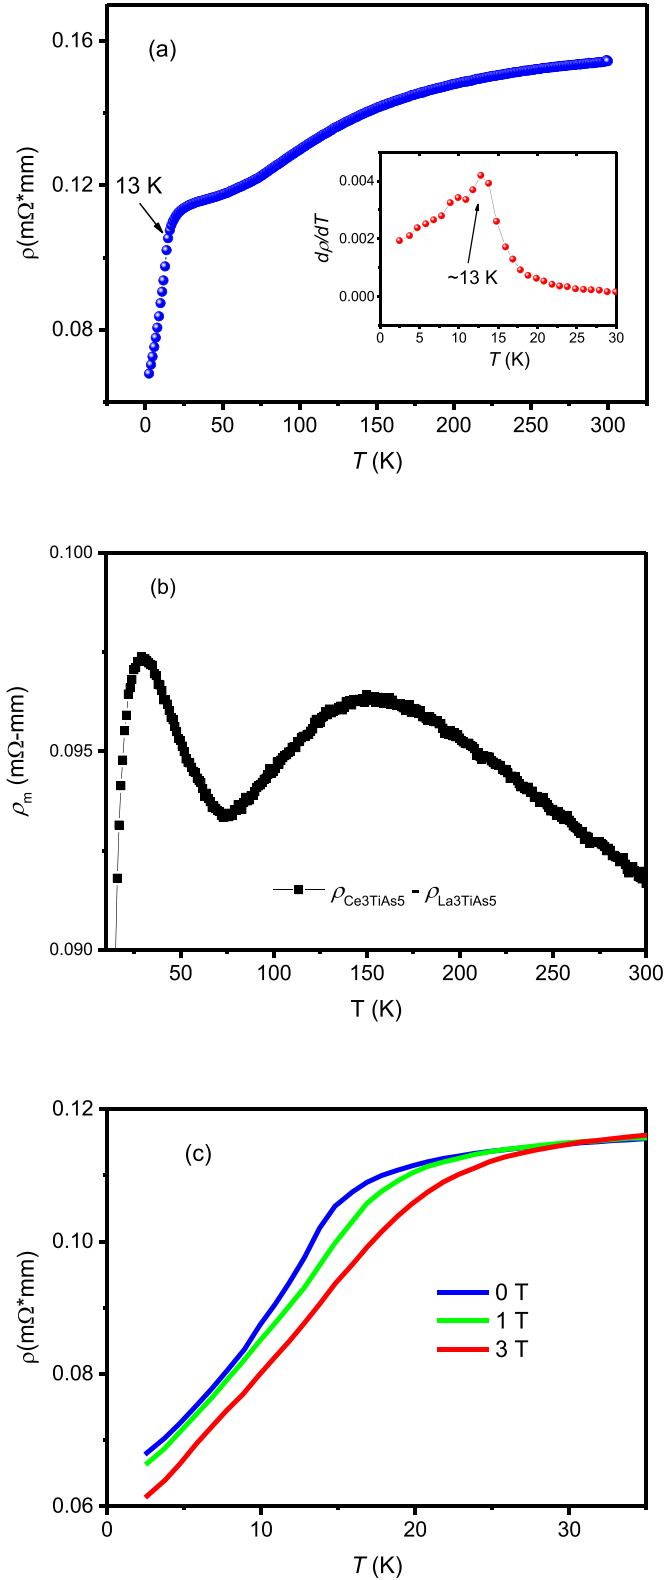 (a)
ρ(mΩ*mm)
0.16
0.12
0.08
13 K
0 50 100 150 200 250 300
T (K)
dρ/dT
0.004
0.002
0.000
~13 K
0 5 10 15 20 25 30
T (K)
(b)
ρm (mΩ-mm)
0.100
0.095
0.090
ρCe3TiAs5 - ρLa3TiAs5
50 100 150 200 250 300
T (K)
(c)
ρ(mΩ*mm)
0.12
0.10
0.08
0.06
0 T
1 T
3 T
0 10 20 30
T (K)